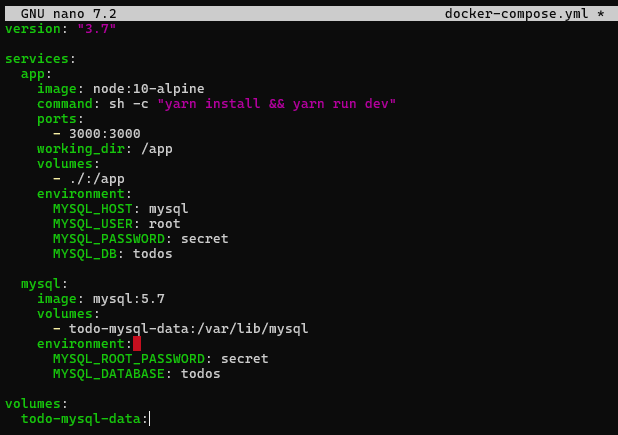 GNU nano 7.2 docker-compose.yml *
version: "3.7"

services:
  app:
    image: node:10-alpine
    command: sh -c "yarn install && yarn run dev"
    ports:
      - 3000:3000
    working_dir: /app
    volumes:
      - ./:/app
    environment:
      MYSQL_HOST: mysql
      MYSQL_USER: root
      MYSQL_PASSWORD: secret
      MYSQL_DB: todos

  mysql:
    image: mysql:5.7
    volumes:
      - todo-mysql-data:/var/lib/mysql
    environment:
      MYSQL_ROOT_PASSWORD: secret
      MYSQL_DATABASE: todos

volumes:
  todo-mysql-data: